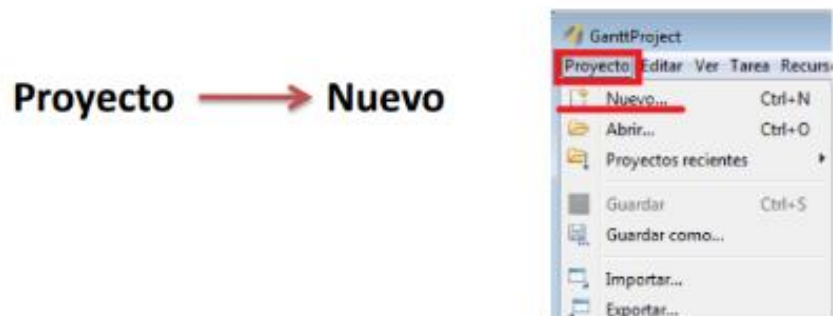 Proyecto Nuevo
GanttProject
Proyecto Editar Ver Tarea Recurs
Nuevo... Ctrl+N
Abrir... Ctrl+O
Proyectos recientes
Guardar Ctrl+S
Guardar como...
Importar...
Exportar...